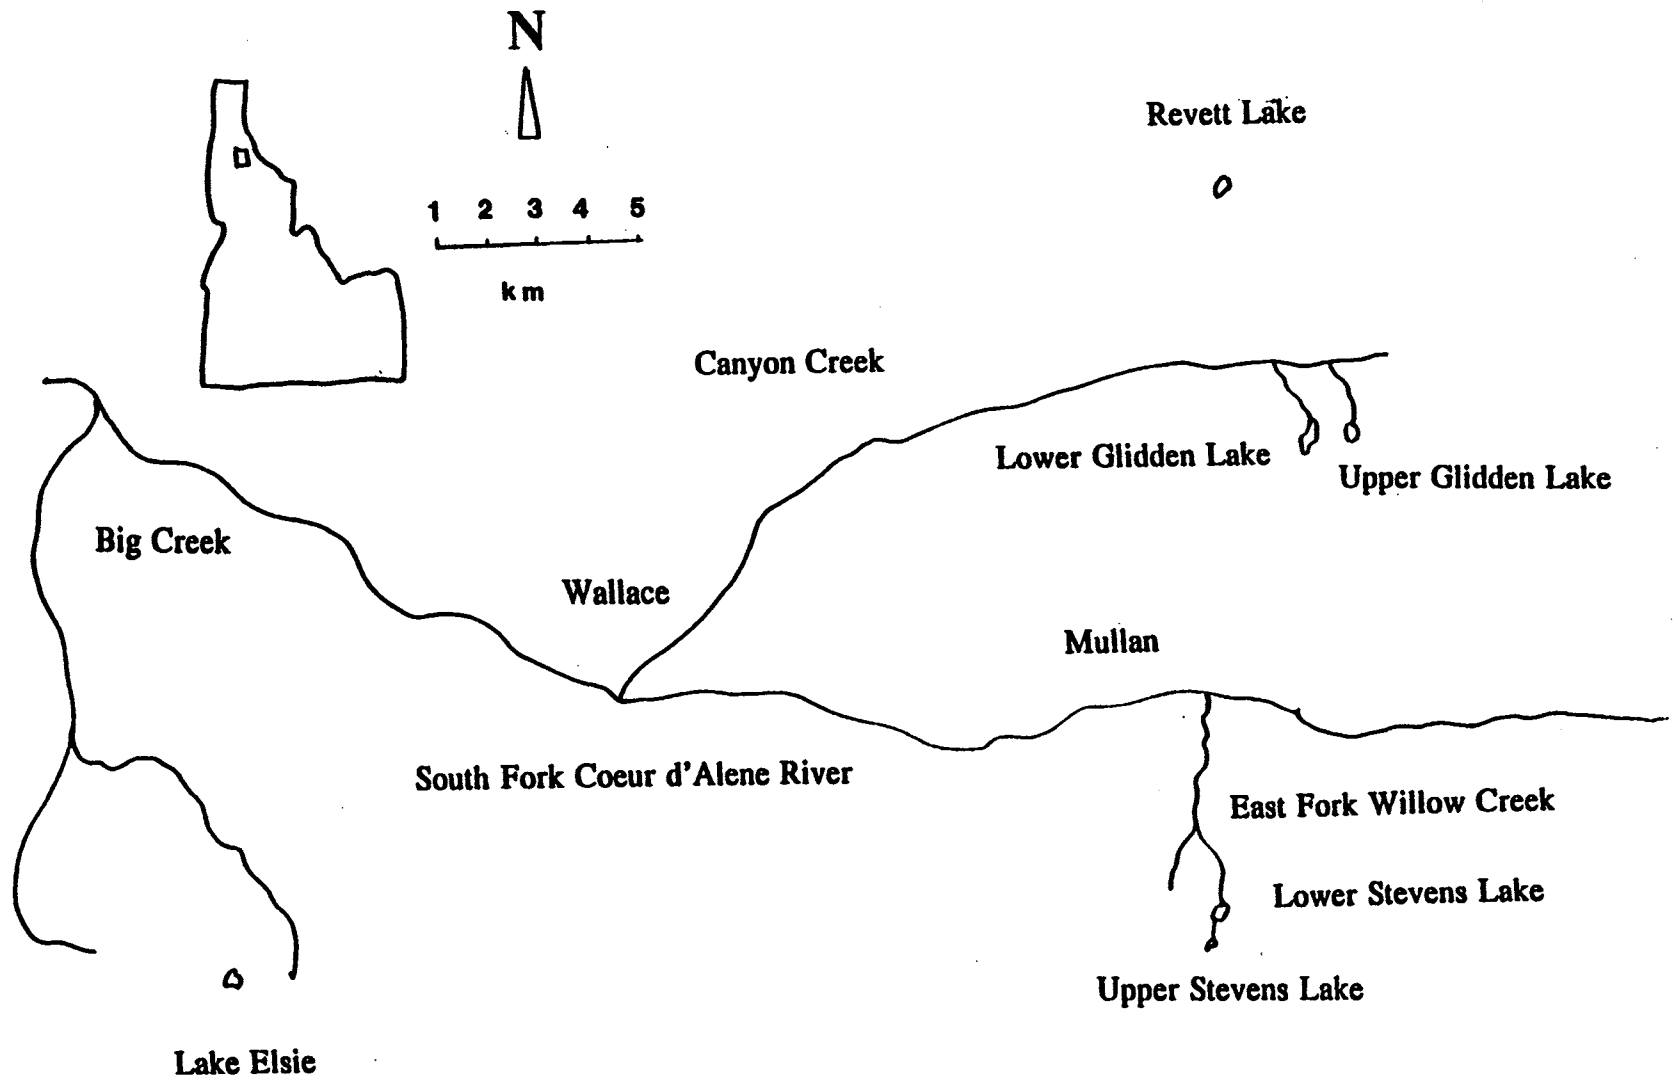 N
Revett Lake
1 2 3 4 5
km
Canyon Creek
Lower Glidden Lake
Upper Glidden Lake
Big Creek
Wallace
Mullan
South Fork Coeur d'Alene River
East Fork Willow Creek
Lower Stevens Lake
Upper Stevens Lake
Lake Elsie